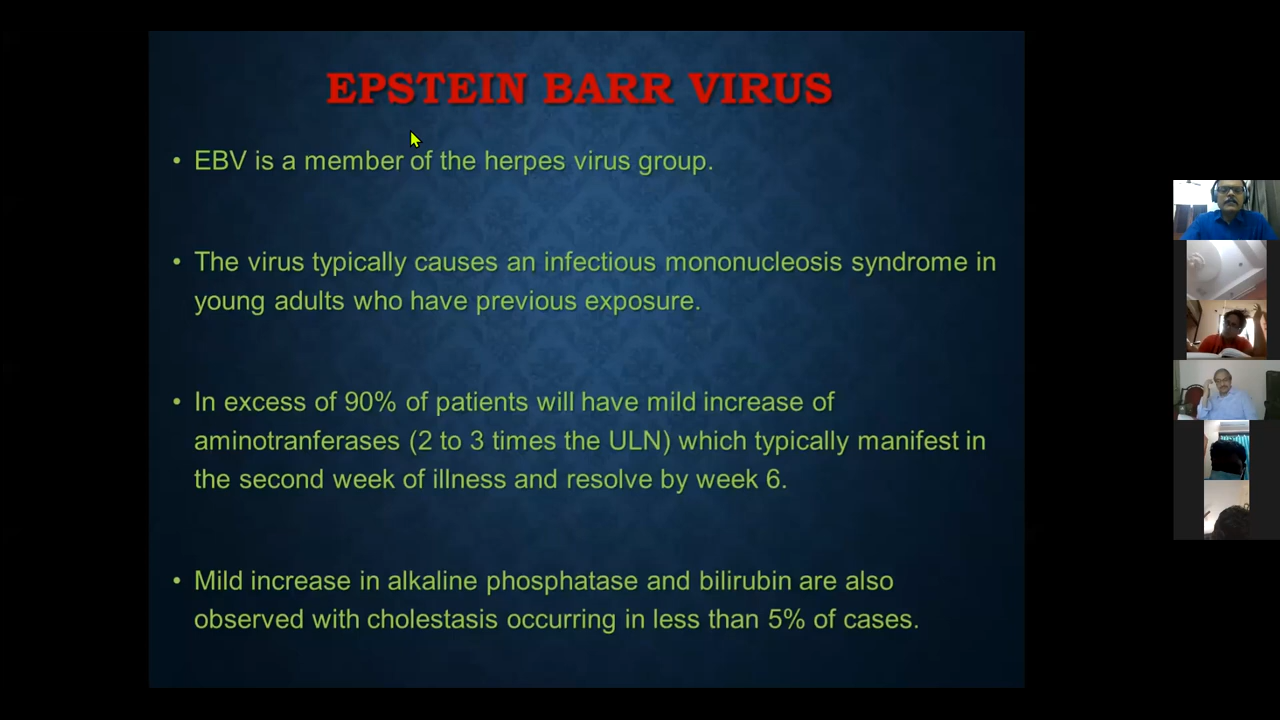 EPSTEIN BARR VIRUS
• EBV is a member of the herpes virus group.
• The virus typically causes an infectious mononucleosis syndrome in
young adults who have previous exposure.
• In excess of 90% of patients will have mild increase of
aminotranferases (2 to 3 times the ULN) which typically manifest in
the second week of illness and resolve by week 6.
• Mild increase in alkaline phosphatase and bilirubin are also
observed with cholestasis occurring in less than 5% of cases.